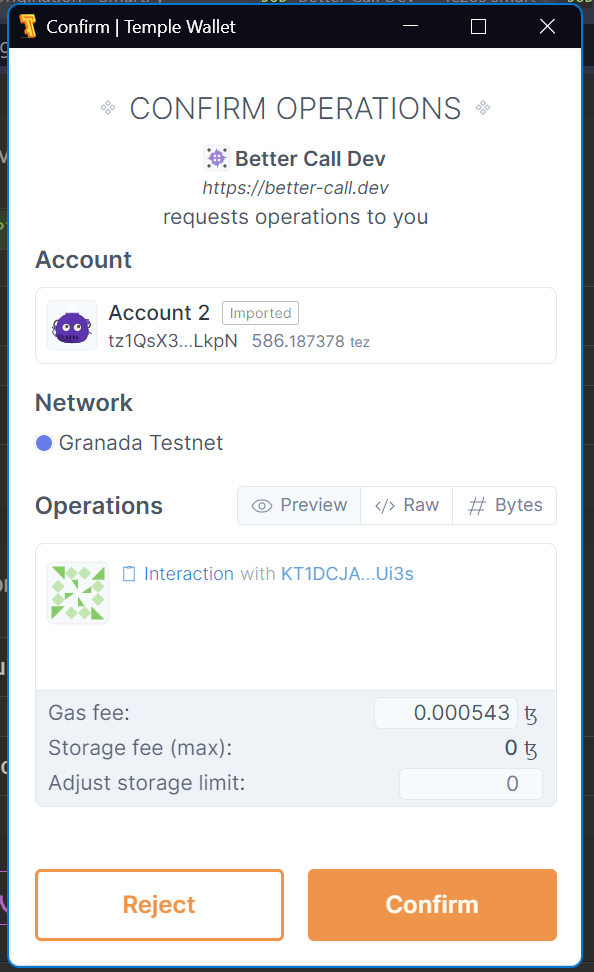 Confirm | Temple Wallet
CONFIRM OPERATIONS
Better Call Dev
https://better-call.dev
requests operations to you
Account
Account 2 Imported
tz1QsX3...LkpN 586.187378 tez
Network
Granada Testnet
Operations Preview </> Raw # Bytes
Interaction with KT1DCJA...Ui3s
Gas fee: 0.000543 ꜩ
Storage fee (max): 0 ꜩ
Adjust storage limit: 0
Reject Confirm